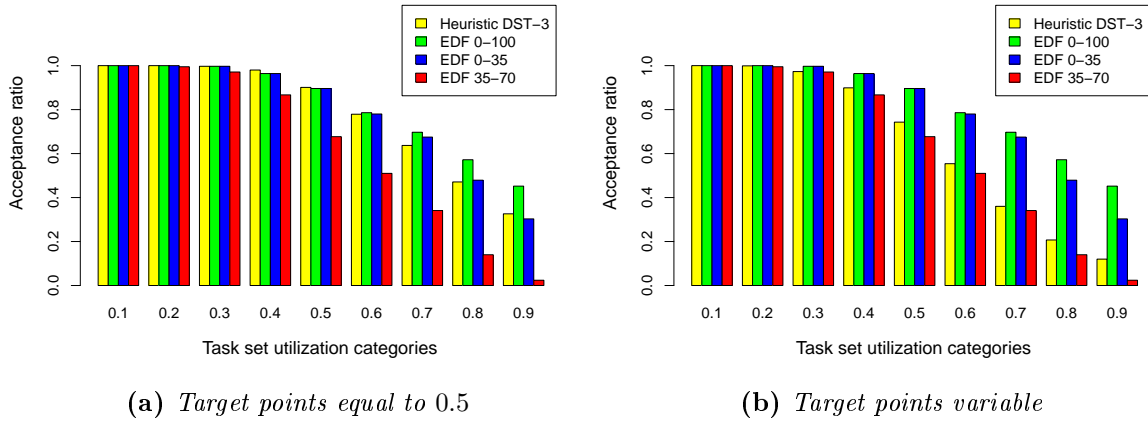 Heuristic DST−3
EDF 0−100
EDF 0−35
EDF 35−70
Acceptance ratio
1.0
0.8
0.6
0.4
0.2
0.0
0.1 0.2 0.3 0.4 0.5 0.6 0.7 0.8 0.9
Task set utilization categories
(a) Target points equal to 0.5
Heuristic DST−3
EDF 0−100
EDF 0−35
EDF 35−70
Acceptance ratio
1.0
0.8
0.6
0.4
0.2
0.0
0.1 0.2 0.3 0.4 0.5 0.6 0.7 0.8 0.9
Task set utilization categories
(b) Target points variable